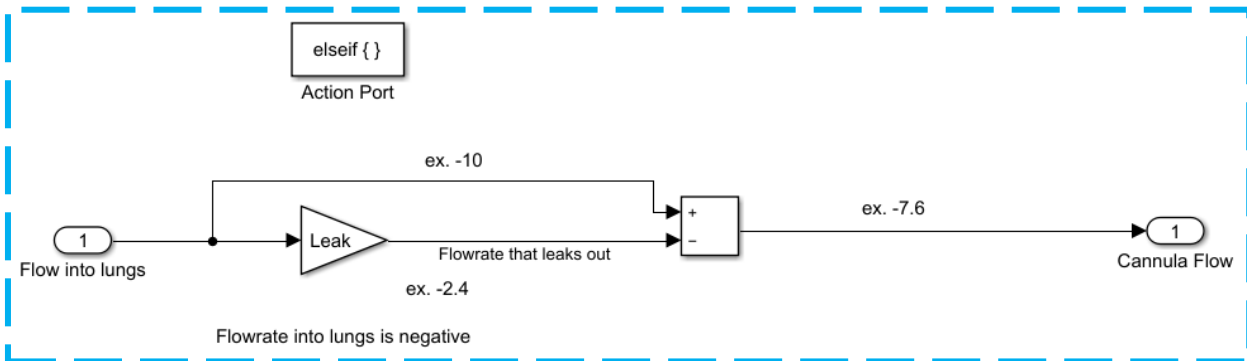 elseif { }
Action Port
ex. -10
+
ex. -7.6
1
Leak
−
1
Flow into lungs
Flowrate that leaks out
Cannula Flow
ex. -2.4
Flowrate into lungs is negative